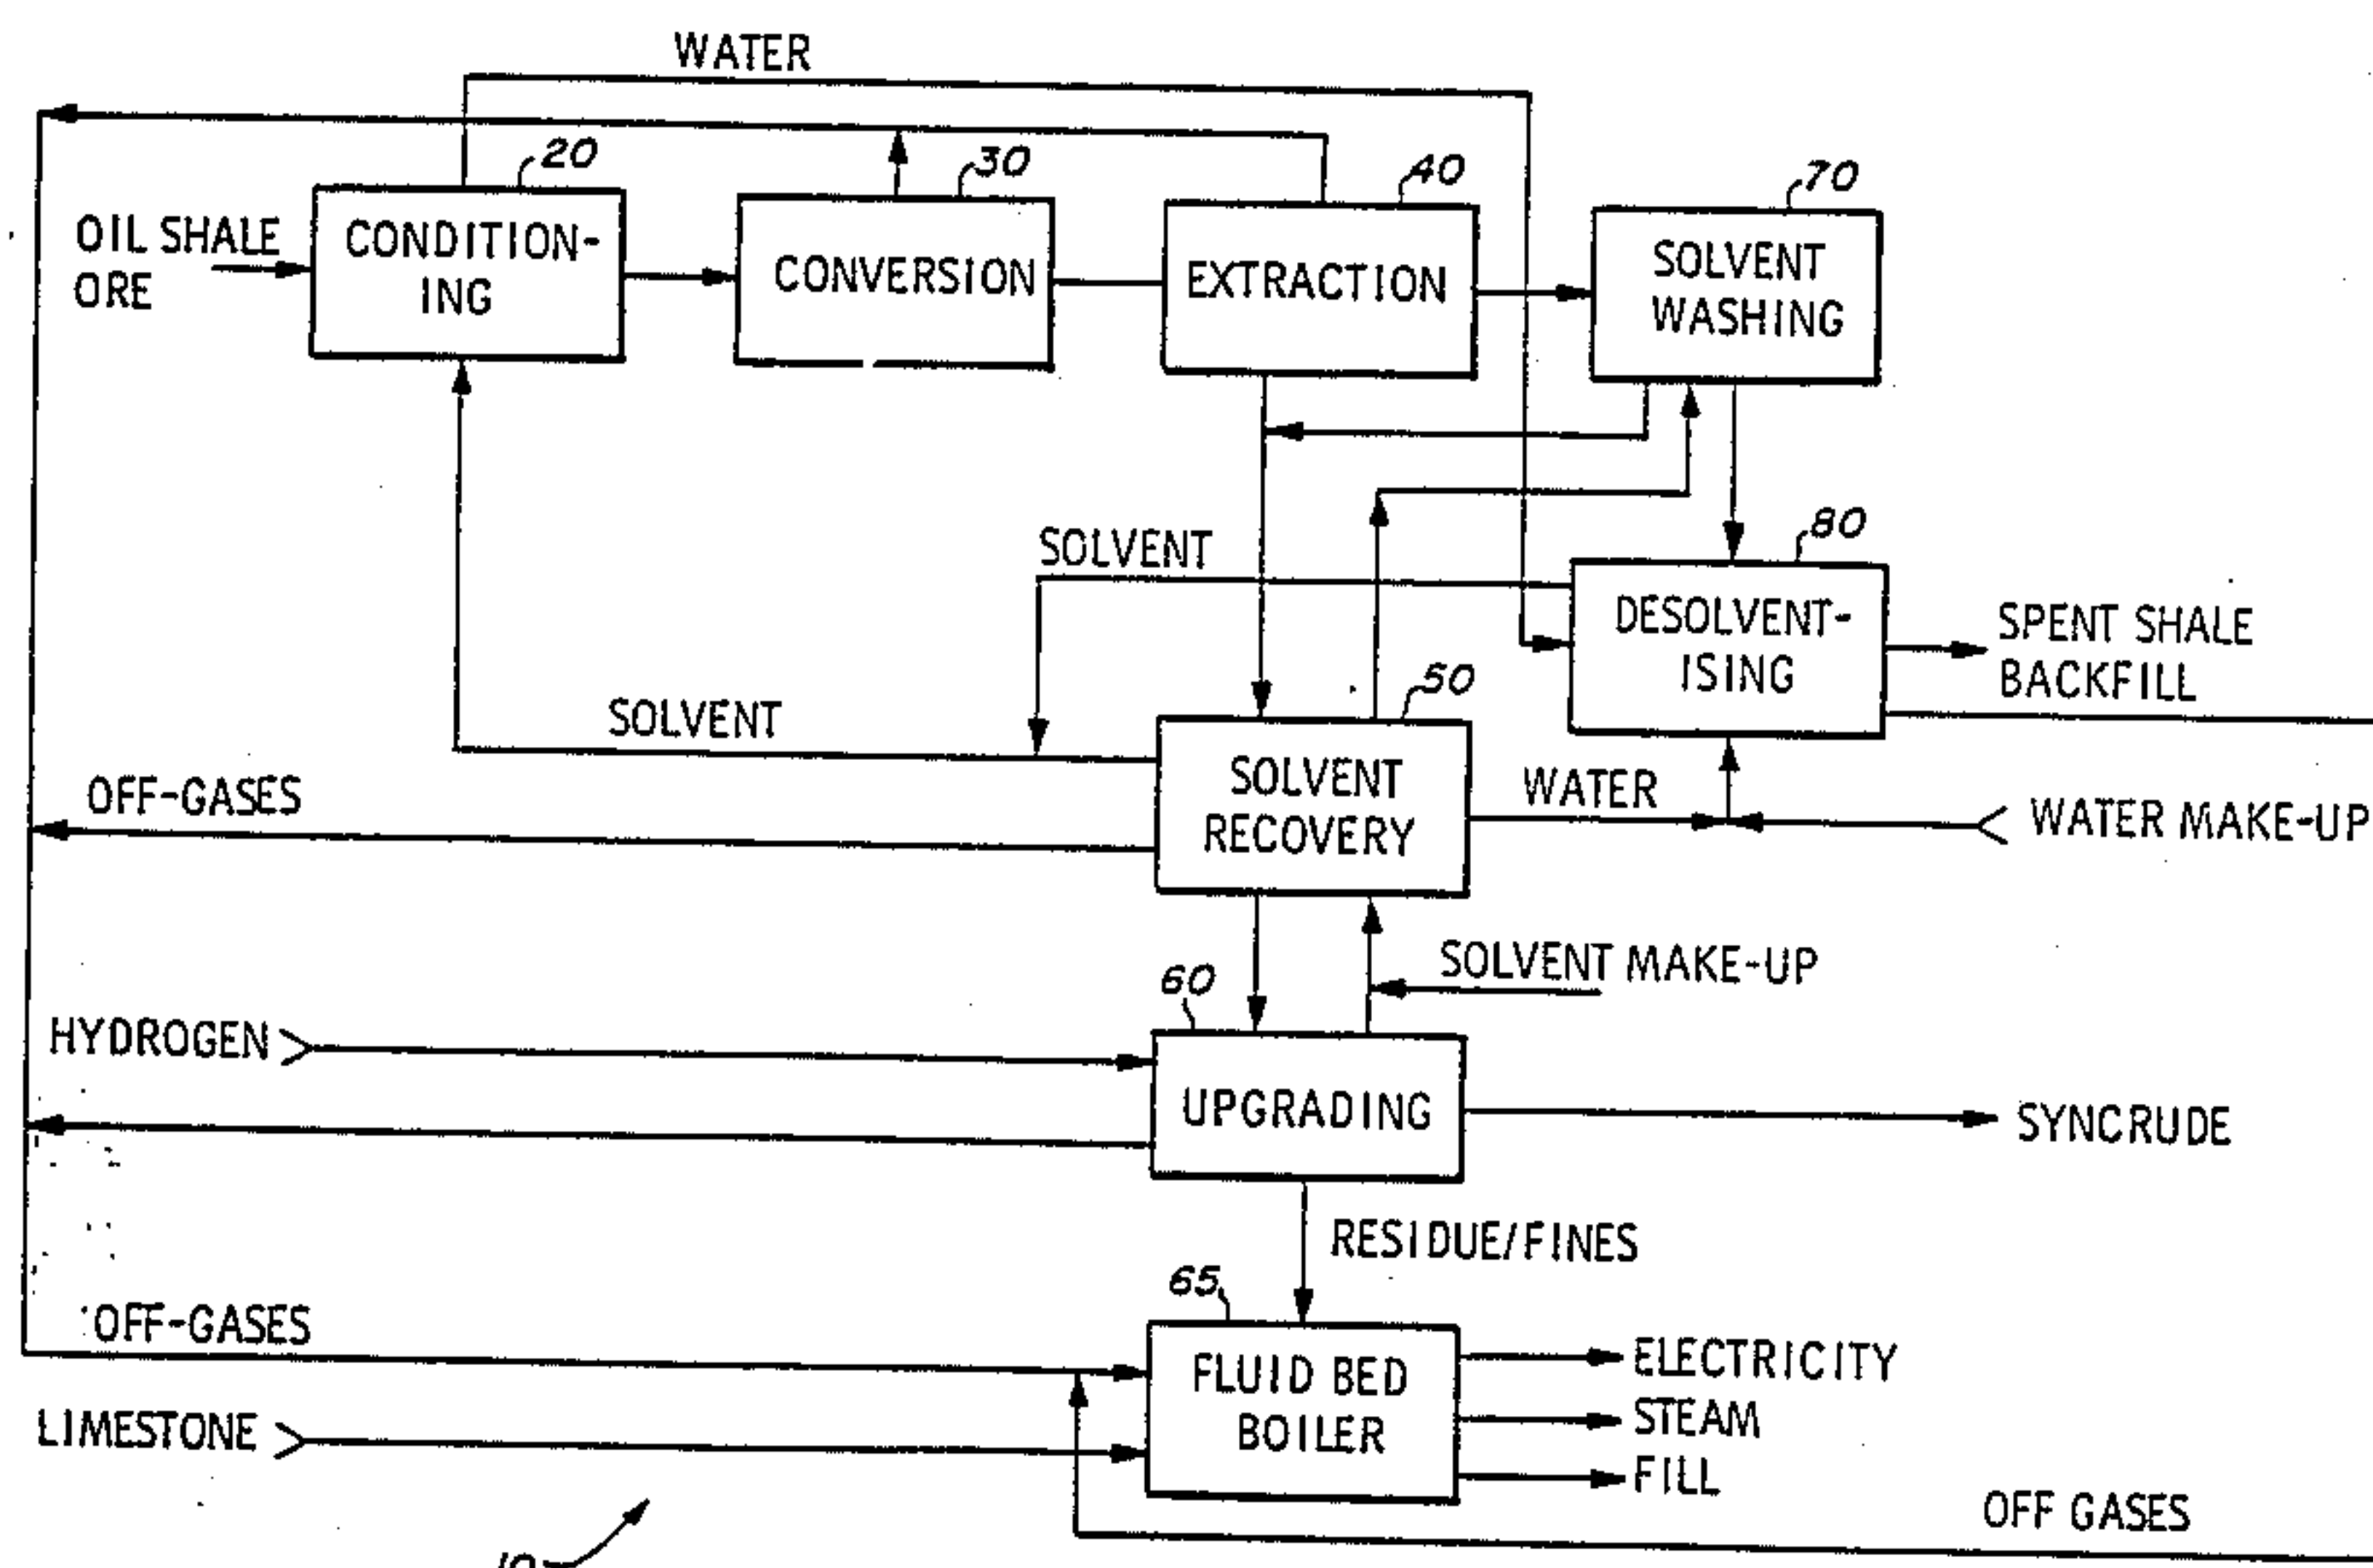 WATER
20
30
40
70
OIL SHALE
ORE
CONDITION-
ING
CONVERSION
EXTRACTION
SOLVENT
WASHING
SOLVENT
80
DESOLVENT-
ISING
SPENT SHALE
BACKFILL
SOLVENT
50
SOLVENT
RECOVERY
OFF-GASES
WATER
WATER MAKE-UP
SOLVENT MAKE-UP
60
HYDROGEN
UPGRADING
SYNCRUDE
RESIDUE/FINES
65
OFF-GASES
FLUID BED
BOILER
ELECTRICITY
STEAM
FILL
LIMESTONE
OFF GASES
10